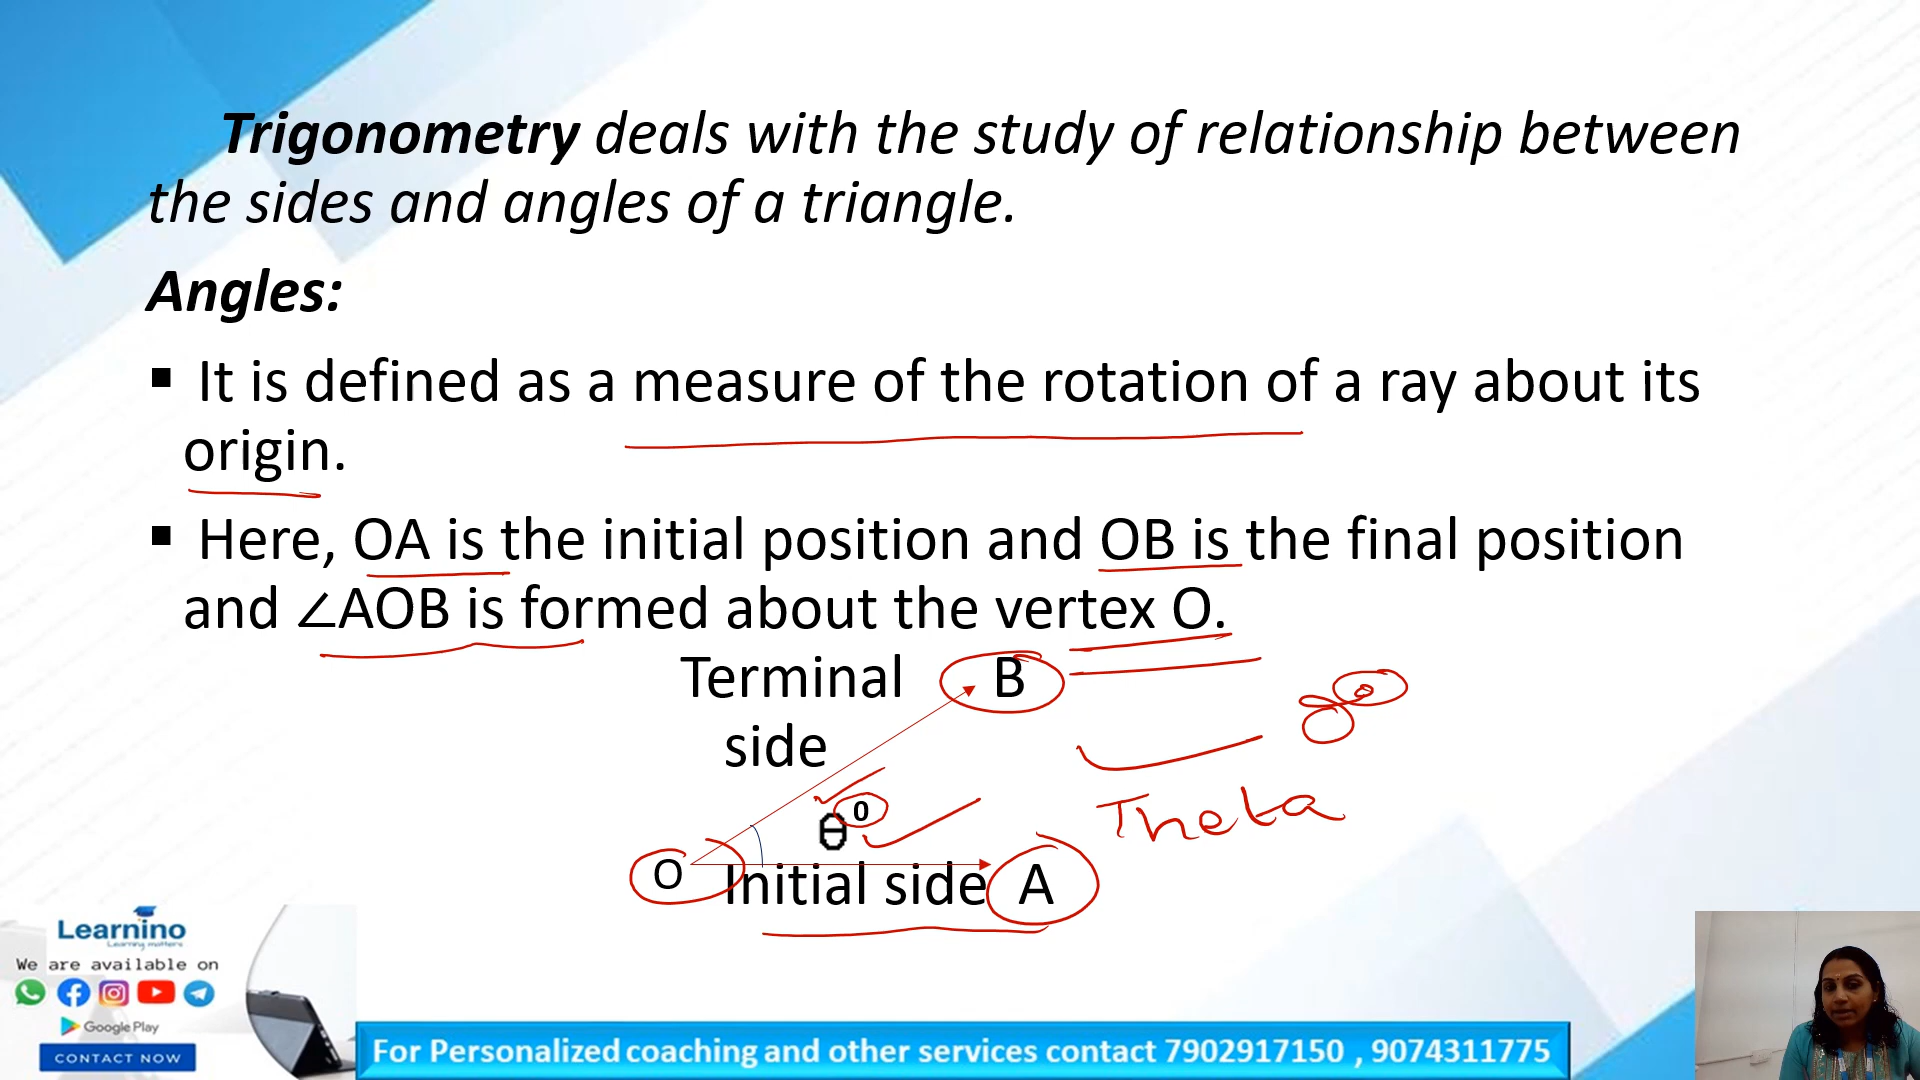 Trigonometry deals with the study of relationship between
the sides and angles of a triangle.
Angles:
▪ It is defined as a measure of the rotation of a ray about its
origin.
▪ Here, OA is the initial position and OB is the final position
and ∠AOB is formed about the vertex O.
Terminal
side
B
θ⁰
Theta
O
Initial side
A
Learnino
Learning matters
We are available on
Google Play
CONTACT NOW
For Personalized coaching and other services contact 7902917150 , 9074311775